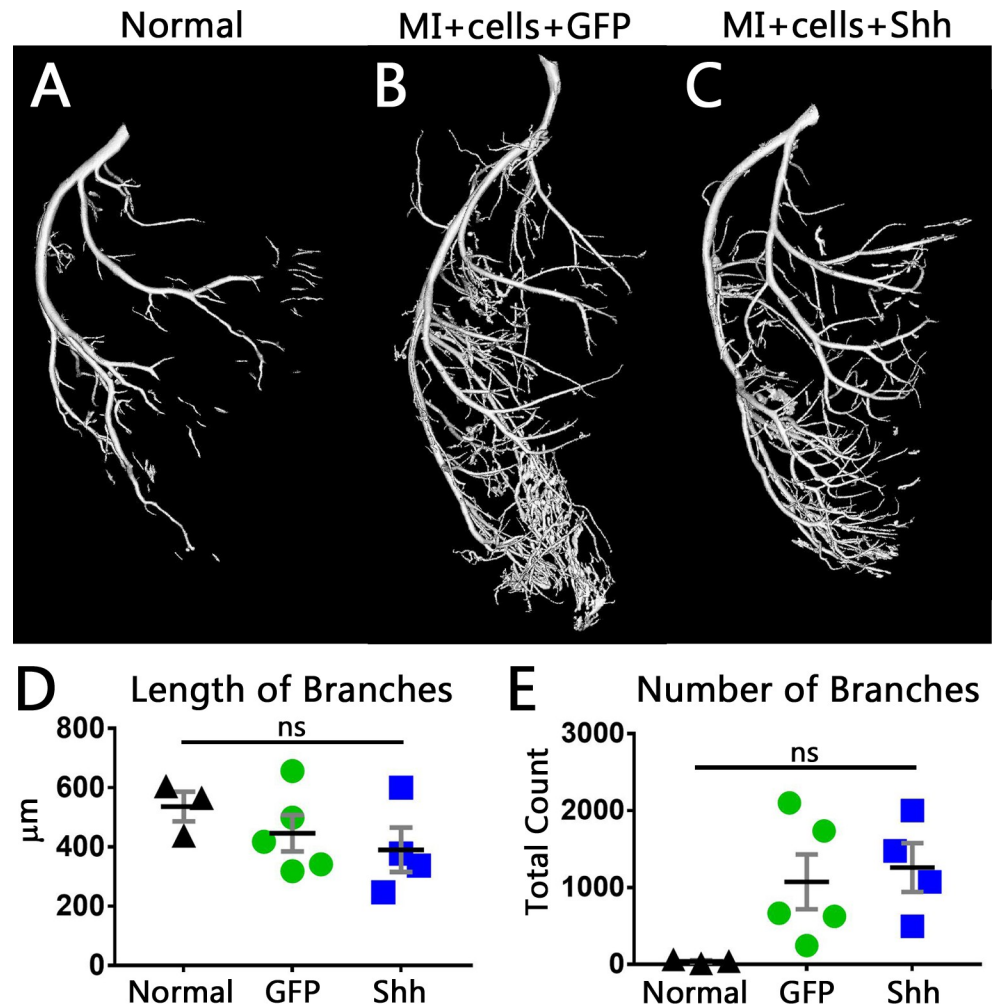 Normal MI+cells+GFP MI+cells+Shh
A B C
D Length of Branches
ns
800
600
400
200
0
μm
Normal GFP Shh
E Number of Branches
ns
3000
2000
1000
0
Total Count
Normal GFP Shh